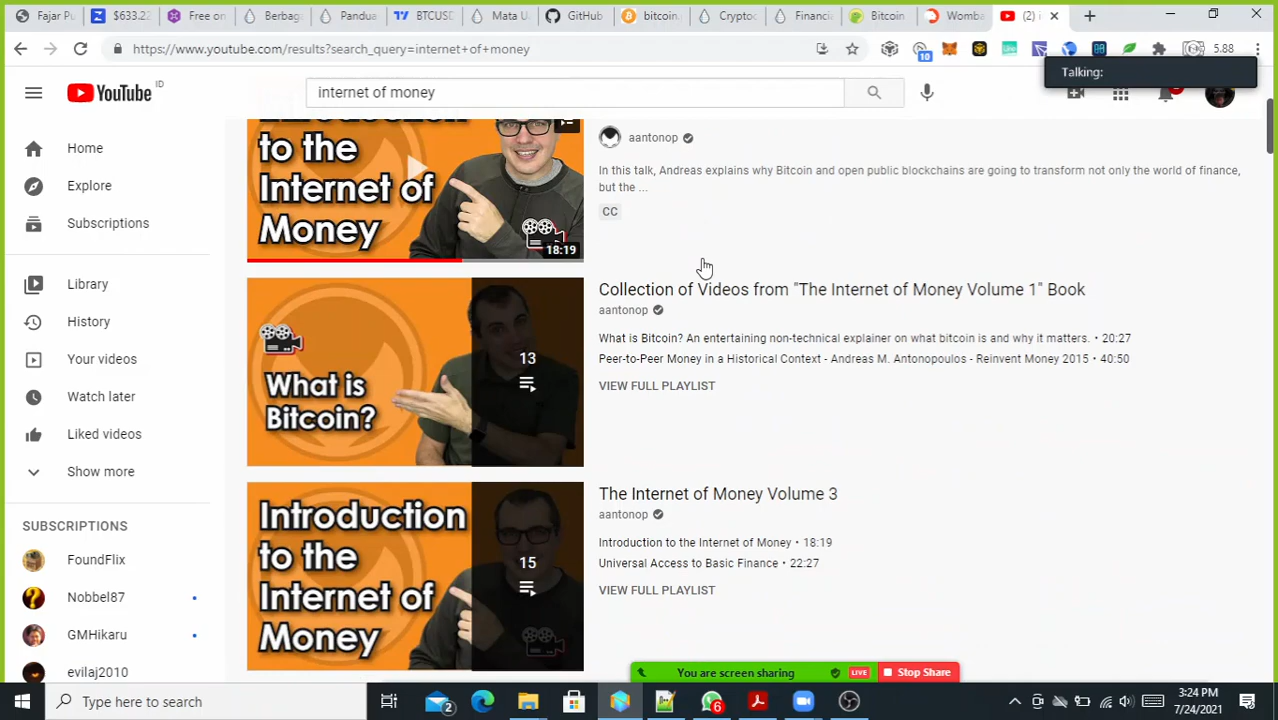 Fajar Pu
$633.22
Free on
Berbaga
Pandua
BTCUSD
Mata U
GitHub
bitcoin.
Cryptoc
Financia
Bitcoin
Womba
(2) i
https://www.youtube.com/results?search_query=internet+of+money
10
5.88
Talking:
YouTube
ID
internet of money
Home
Explore
Subscriptions
Library
History
Your videos
Watch later
Liked videos
Show more
SUBSCRIPTIONS
FoundFlix
Nobbel87
GMHikaru
evilaj2010
Introduction
to the
Internet of
Money
18:19
aantonop
In this talk, Andreas explains why Bitcoin and open public blockchains are going to transform not only the world of finance,
but the ...
CC
What is
Bitcoin?
13
Collection of Videos from "The Internet of Money Volume 1" Book
aantonop
What is Bitcoin? An entertaining non-technical explainer on what bitcoin is and why it matters. • 20:27
Peer-to-Peer Money in a Historical Context - Andreas M. Antonopoulos - Reinvent Money 2015 • 40:50
VIEW FULL PLAYLIST
Introduction
to the
Internet of
Money
15
The Internet of Money Volume 3
aantonop
Introduction to the Internet of Money • 18:19
Universal Access to Basic Finance • 22:27
VIEW FULL PLAYLIST
You are screen sharing
LIVE
Stop Share
Type here to search
2
6
3:24 PM
7/24/2021